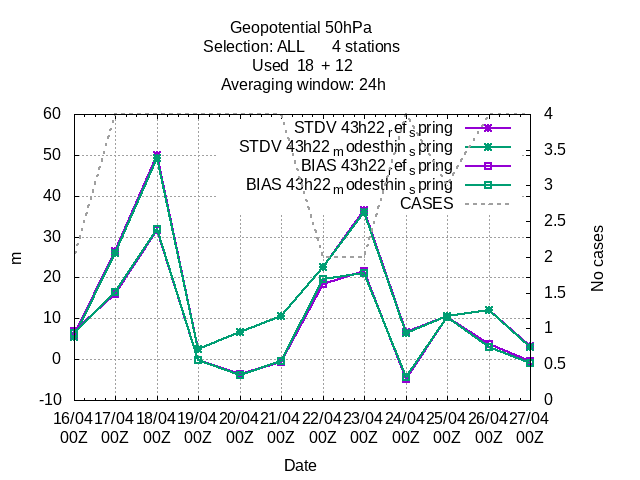 Geopotential 50hPa
Selection: ALL 4 stations
Used 18 + 12
Averaging window: 24h
STDV 43h22refspring
STDV 43h22modesthinspring
BIAS 43h22refspring
BIAS 43h22modesthinspring
CASES
60
50
40
30
20
10
0
-10
m
4
3.5
3
2.5
2
1.5
1
0.5
0
No cases
16/04 17/04 18/04 19/04 20/04 21/04 22/04 23/04 24/04 25/04 26/04 27/04
00Z 00Z 00Z 00Z 00Z 00Z 00Z 00Z 00Z 00Z 00Z 00Z
Date